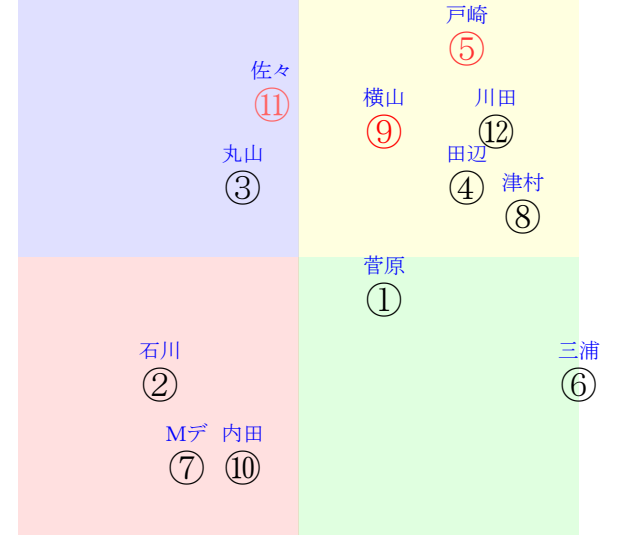 戸崎
⑤
佐々
⑪
横山
⑨
川田
⑫
丸山
③
田辺
④
津村
⑧
菅原
①
石川
②
三浦
⑥
Mデ
⑦
内田
⑩